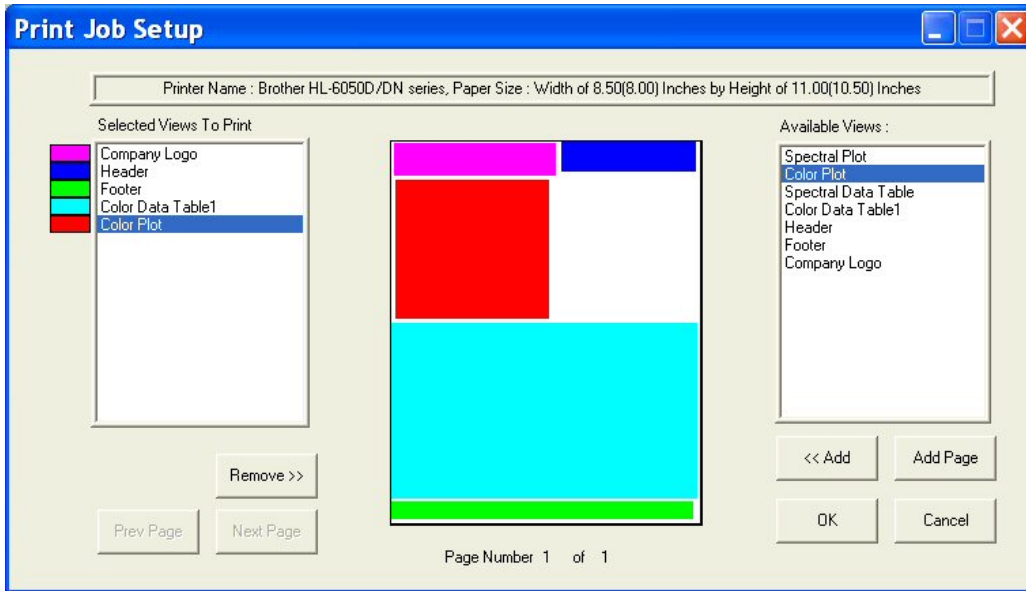 Print Job Setup
Printer Name : Brother HL-6050D/DN series, Paper Size : Width of 8.50(8.00) Inches by Height of 11.00(10.50) Inches
Selected Views To Print
Company Logo
Header
Footer
Color Data Table1
Color Plot
Available Views :
Spectral Plot
Color Plot
Spectral Data Table
Color Data Table1
Header
Footer
Company Logo
Remove >>
Prev Page
Next Page
<< Add
Add Page
OK
Cancel
Page Number 1 of 1